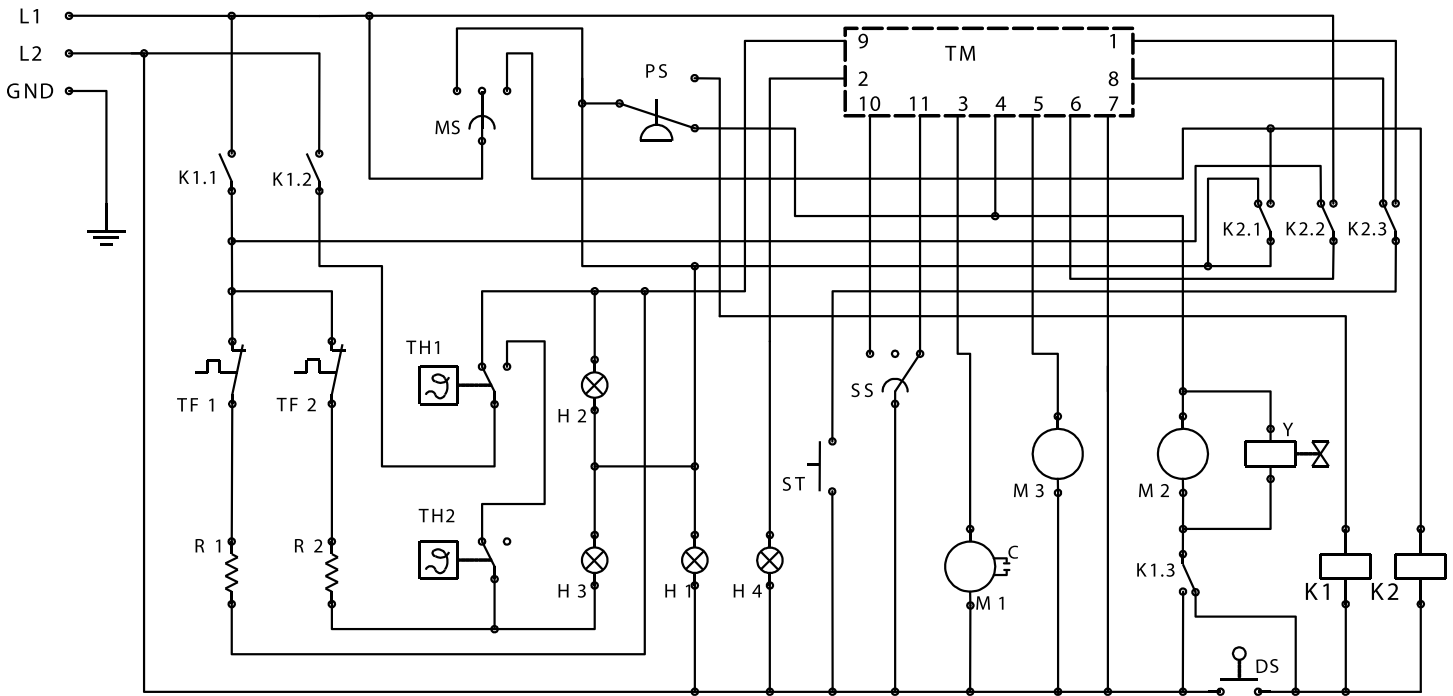 L1
L2
GND
K1.1
K1.2
MS
PS
TM
9
2
10 11 3 4 5 6 7
1
8
K2.1 K2.2 K2.3
TF 1
TF 2
TH1
H 2
SS
ST
M 3
M 2
Y
R 1
R 2
TH2
H 3
H 1
H 4
C
M 1
K1.3
K1
K2
DS